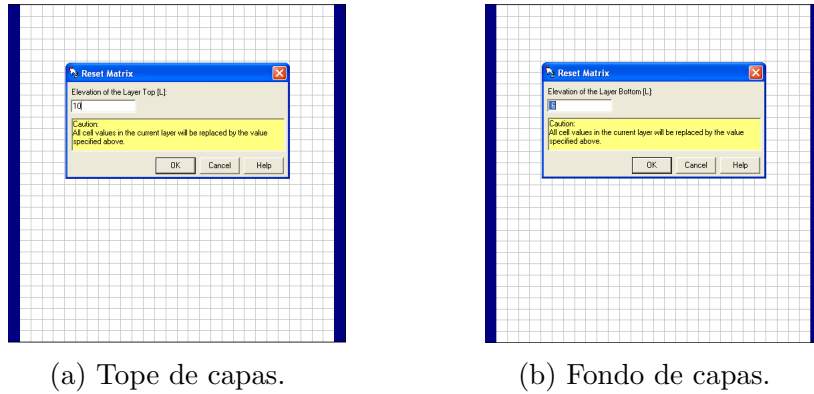 Reset Matrix
Elevation of the Layer Top [L]:
10
Caution:
All cell values in the current layer will be replaced by the value
specified above.
OK Cancel Help
(a) Tope de capas.
Reset Matrix
Elevation of the Layer Bottom [L]:
6
Caution:
All cell values in the current layer will be replaced by the value
specified above.
OK Cancel Help
(b) Fondo de capas.